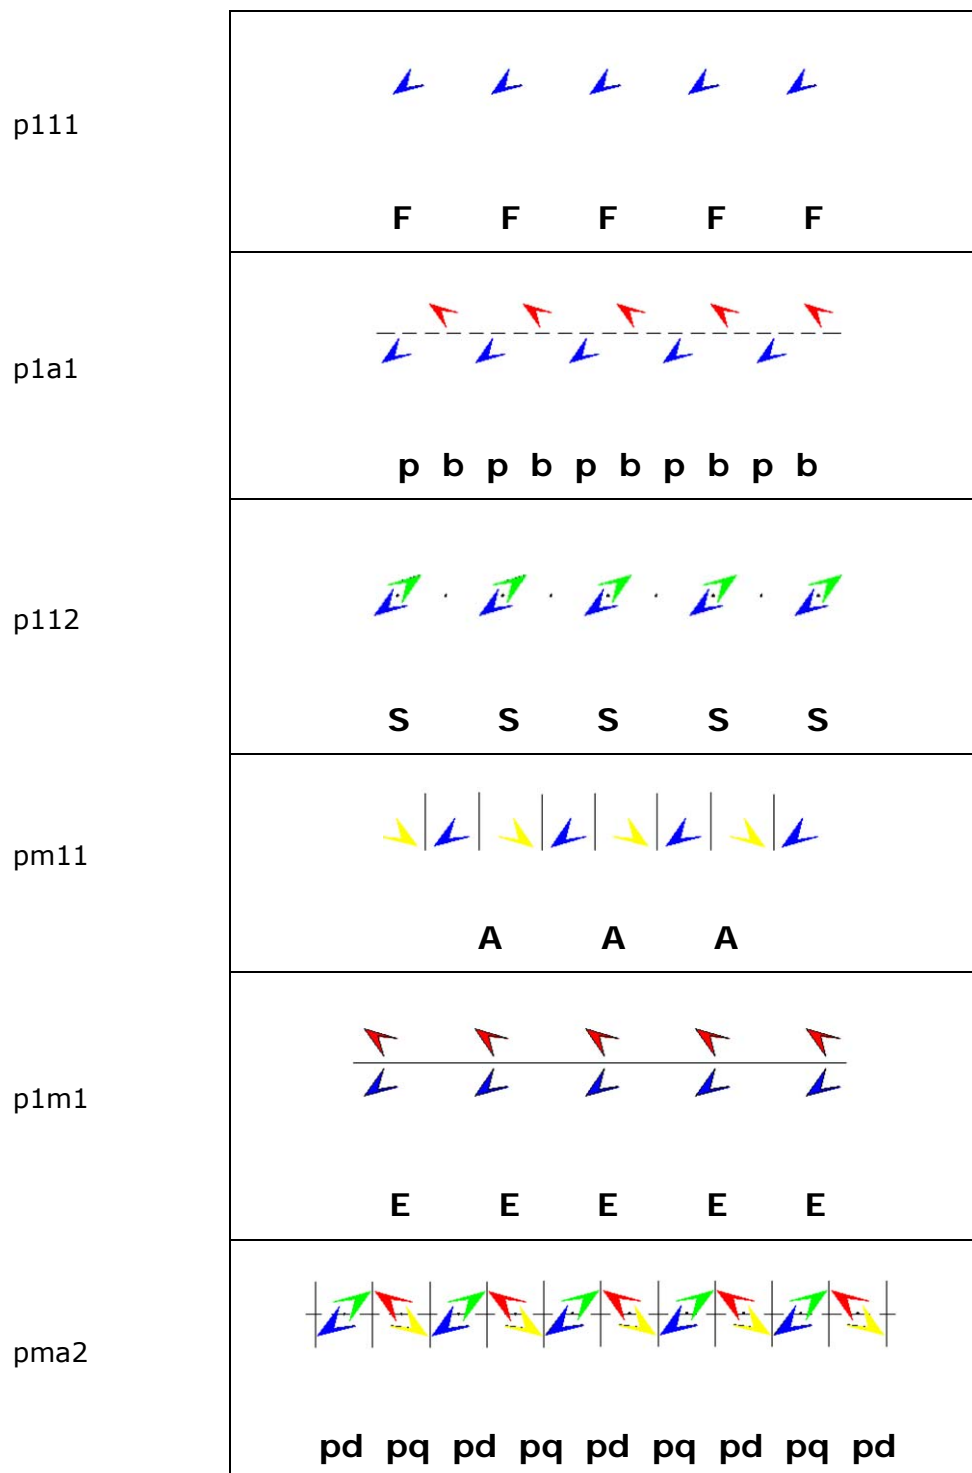 p111
F F F F F
p1a1
p b p b p b p b p b
p112
S S S S S
pm11
A A A
p1m1
E E E E E
pma2
pd pq pd pq pd pq pd pq pd